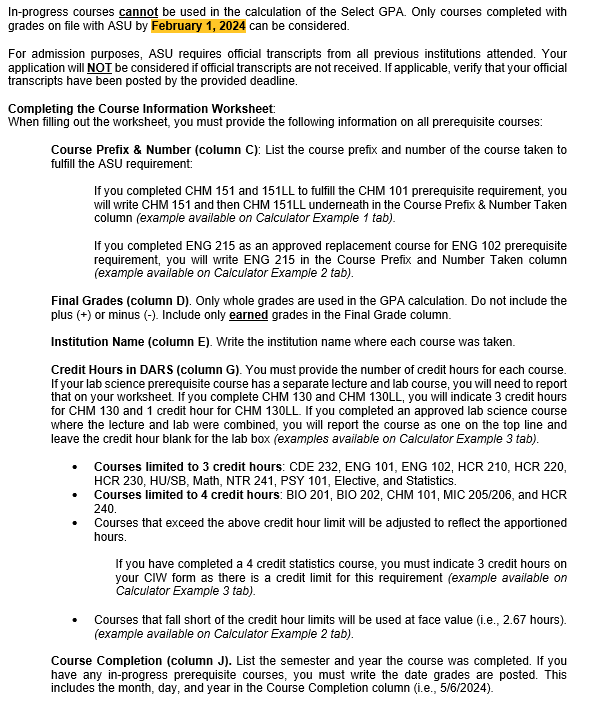 In-progress courses cannot be used in the calculation of the Select GPA. Only courses completed with
grades on file with ASU by February 1, 2024 can be considered.
For admission purposes, ASU requires official transcripts from all previous institutions attended. Your
application will NOT be considered if official transcripts are not received. If applicable, verify that your official
transcripts have been posted by the provided deadline.
Completing the Course Information Worksheet:
When filling out the worksheet, you must provide the following information on all prerequisite courses:
Course Prefix & Number (column C): List the course prefix and number of the course taken to
fulfill the ASU requirement:
If you completed CHM 151 and 151LL to fulfill the CHM 101 prerequisite requirement, you
will write CHM 151 and then CHM 151LL underneath in the Course Prefix & Number Taken
column (example available on Calculator Example 1 tab).
If you completed ENG 215 as an approved replacement course for ENG 102 prerequisite
requirement, you will write ENG 215 in the Course Prefix and Number Taken column
(example available on Calculator Example 2 tab).
Final Grades (column D). Only whole grades are used in the GPA calculation. Do not include the
plus (+) or minus (-). Include only earned grades in the Final Grade column.
Institution Name (column E). Write the institution name where each course was taken.
Credit Hours in DARS (column G). You must provide the number of credit hours for each course.
If your lab science prerequisite course has a separate lecture and lab course, you will need to report
that on your worksheet. If you complete CHM 130 and CHM 130LL, you will indicate 3 credit hours
for CHM 130 and 1 credit hour for CHM 130LL. If you completed an approved lab science course
where the lecture and lab were combined, you will report the course as one on the top line and
leave the credit hour blank for the lab box (examples available on Calculator Example 3 tab).
• Courses limited to 3 credit hours: CDE 232, ENG 101, ENG 102, HCR 210, HCR 220,
HCR 230, HU/SB, Math, NTR 241, PSY 101, Elective, and Statistics.
• Courses limited to 4 credit hours: BIO 201, BIO 202, CHM 101, MIC 205/206, and HCR
240.
• Courses that exceed the above credit hour limit will be adjusted to reflect the apportioned
hours.
If you have completed a 4 credit statistics course, you must indicate 3 credit hours on
your CIW form as there is a credit limit for this requirement (example available on
Calculator Example 3 tab).
• Courses that fall short of the credit hour limits will be used at face value (i.e., 2.67 hours).
(example available on Calculator Example 2 tab).
Course Completion (column J). List the semester and year the course was completed. If you
have any in-progress prerequisite courses, you must write the date grades are posted. This
includes the month, day, and year in the Course Completion column (i.e., 5/6/2024).